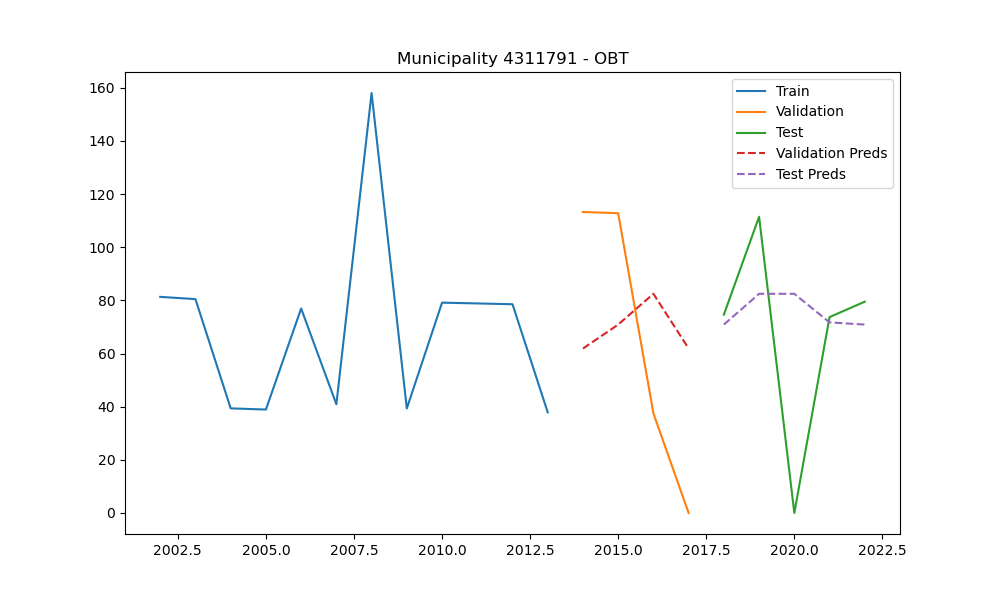 Municipality 4311791 - OBT
160
140
120
100
80
60
40
20
0
Train
Validation
Test
Validation Preds
Test Preds
2002.5 2005.0 2007.5 2010.0 2012.5 2015.0 2017.5 2020.0 2022.5